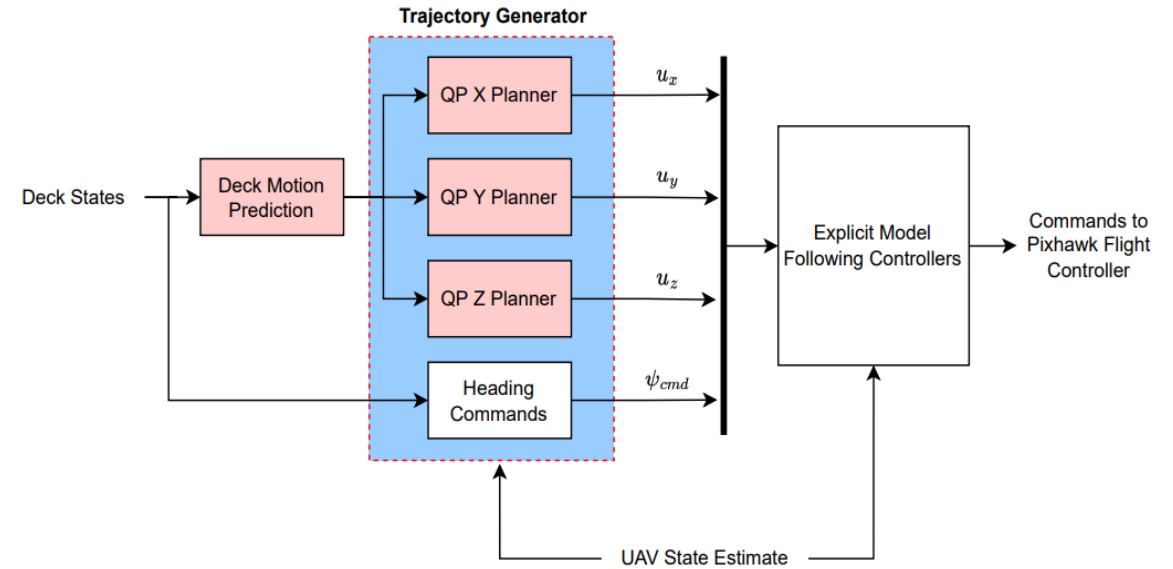 Trajectory Generator
Deck States
Deck Motion
Prediction
QP X Planner
QP Y Planner
QP Z Planner
Heading
Commands
u_x
u_y
u_z
ψ_cmd
Explicit Model
Following Controllers
Commands to
Pixhawk Flight
Controller
UAV State Estimate